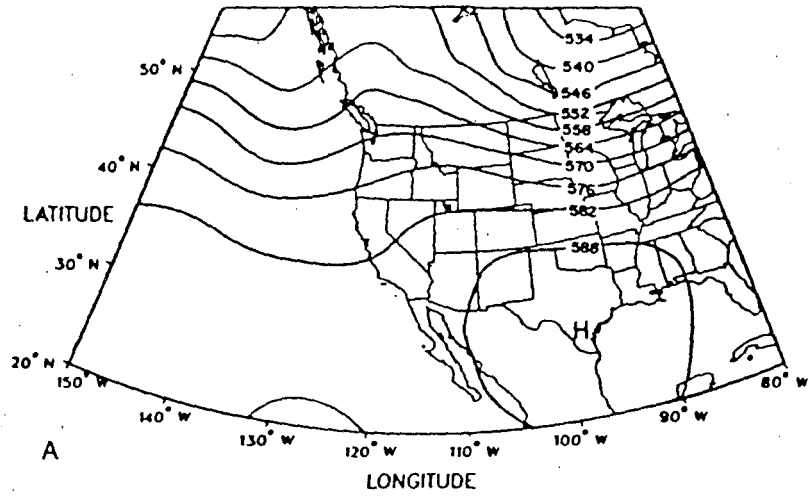 534
540
50° N
546
552
558
564
40° N
570
576
LATITUDE
582
588
30° N
H
20° N
150° W
80° W
140° W
90° W
130° W
100° W
120° W
110° W
A
LONGITUDE